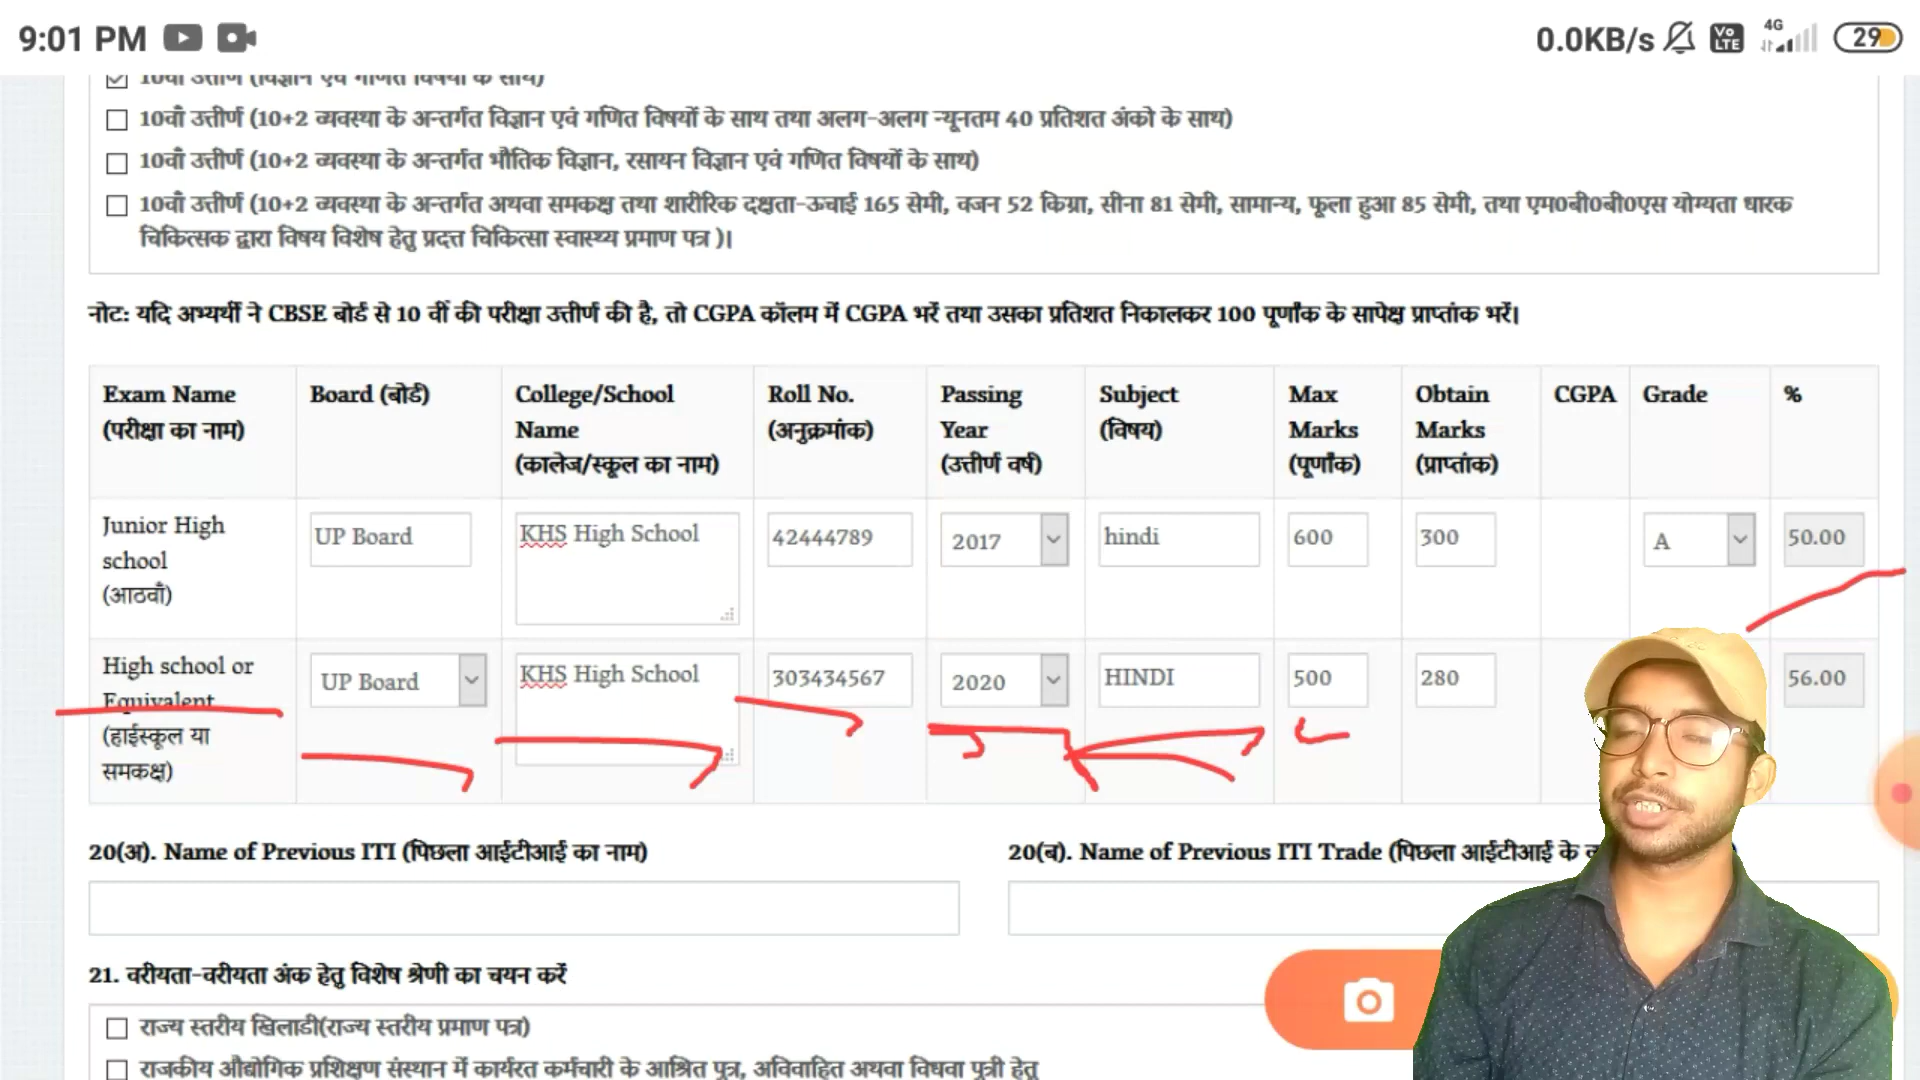 9:01 PM
0.0KB/s
Vo LTE
4G
29
10वीं उत्तीर्ण (विज्ञान एवं गणित विषयों के साथ)
10वीं उत्तीर्ण (10+2 व्यवस्था के अन्तर्गत विज्ञान एवं गणित विषयों के साथ तथा अलग-अलग न्यूनतम 40 प्रतिशत अंको के साथ)
10वीं उत्तीर्ण (10+2 व्यवस्था के अन्तर्गत भौतिक विज्ञान, रसायन विज्ञान एवं गणित विषयों के साथ)
10वीं उत्तीर्ण (10+2 व्यवस्था के अन्तर्गत अथवा समकक्ष तथा शारीरिक दक्षता-ऊचाई 165 सेमी, वजन 52 किग्रा, सीना 81 सेमी, सामान्य, फूला हुआ 85 सेमी, तथा एम0बी0बी0एस योग्यता धारक
चिकित्सक द्वारा विषय विशेष हेतु प्रदत्त चिकित्सा स्वास्थ्य प्रमाण पत्र )।
नोट: यदि अभ्यर्थी ने CBSE बोर्ड से 10 वीं की परीक्षा उत्तीर्ण की है, तो CGPA कॉलम में CGPA भरें तथा उसका प्रतिशत निकालकर 100 पूर्णांक के सापेक्ष प्राप्तांक भरें।
Exam Name
(परीक्षा का नाम)
Board (बोर्ड)
College/School
Name
(कालेज/स्कूल का नाम)
Roll No.
(अनुक्रमांक)
Passing
Year
(उत्तीर्ण वर्ष)
Subject
(विषय)
Max
Marks
(पूर्णांक)
Obtain
Marks
(प्राप्तांक)
CGPA
Grade
%
Junior High
school
(आठवीं)
UP Board
KHS High School
42444789
2017
hindi
600
300
A
50.00
High school or
Equivalent
(हाईस्कूल या
समकक्ष)
UP Board
KHS High School
303434567
2020
HINDI
500
280
56.00
20(अ). Name of Previous ITI (पिछला आईटीआई का नाम)
20(ब). Name of Previous ITI Trade (पिछला आईटीआई के
21. वरीयता-वरीयता अंक हेतु विशेष श्रेणी का चयन करें
राज्य स्तरीय खिलाडी(राज्य स्तरीय प्रमाण पत्र)
राजकीय औद्योगिक प्रशिक्षण संस्थान में कार्यरत कर्मचारी के आश्रित पुत्र, अविवाहित अथवा विधवा पुत्री हेतु